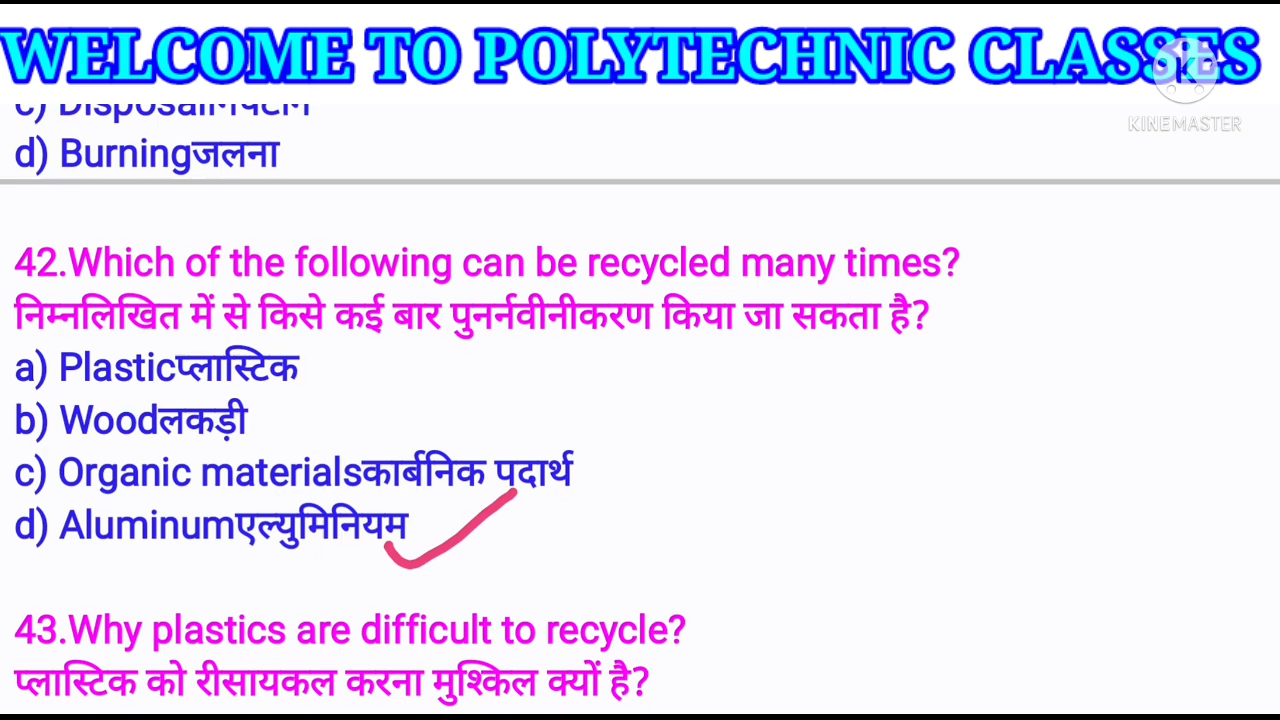 WELCOME TO POLYTECHNIC CLASSES
KINEMASTER
c) Disposalनिपटान
d) Burningजलना
42.Which of the following can be recycled many times?
निम्नलिखित में से किसे कई बार पुनर्नवीनीकरण किया जा सकता है?
a) Plasticप्लास्टिक
b) Woodलकड़ी
c) Organic materialsकार्बनिक पदार्थ
d) Aluminumएल्युमिनियम
43.Why plastics are difficult to recycle?
प्लास्टिक को रीसायकल करना मुश्किल क्यों है?